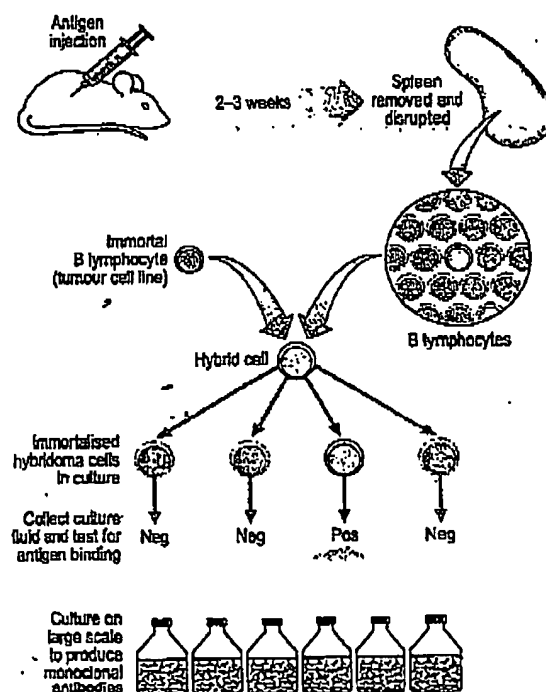 Antigen
injection
2–3 weeks
Spleen
removed and
disrupted
Immortal
B lymphocyte
(tumour cell line)
B lymphocytes
Hybrid cell
Immortalised
hybridoma cells
in culture
Collect culture
fluid and test for
antigen binding
Neg
Neg
Pos
Neg
Culture on
large scale
to produce
monoclonal
antibodies